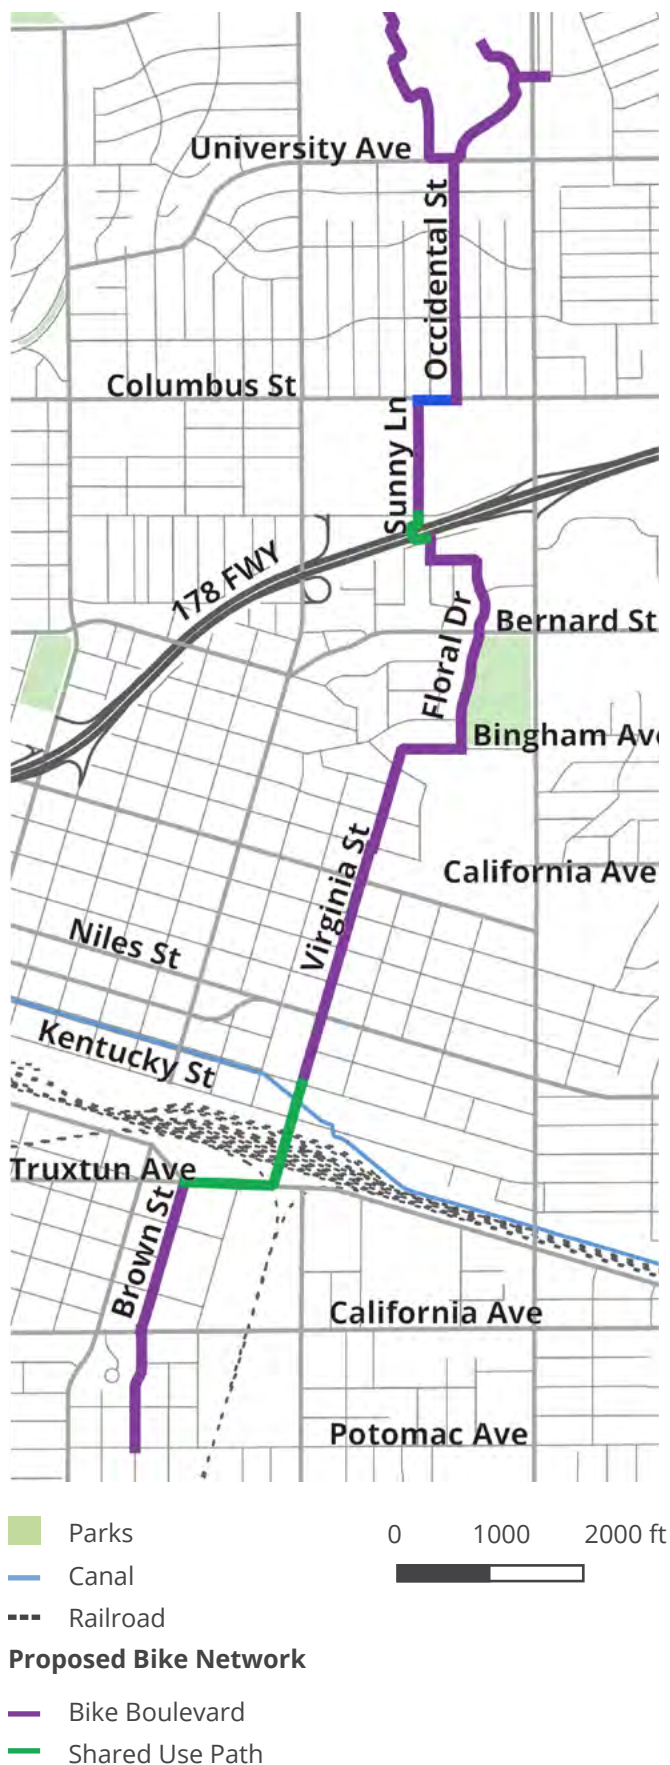 University Ave
Occidental St
Columbus St
Sunny Ln
178 FWY
Bernard St
Floral Dr
Bingham Ave
Virginia St
California Ave
Niles St
Kentucky St
Truxtun Ave
Brown St
California Ave
Potomac Ave
Parks
0 1000 2000 ft
Canal
Railroad
Proposed Bike Network
Bike Boulevard
Shared Use Path